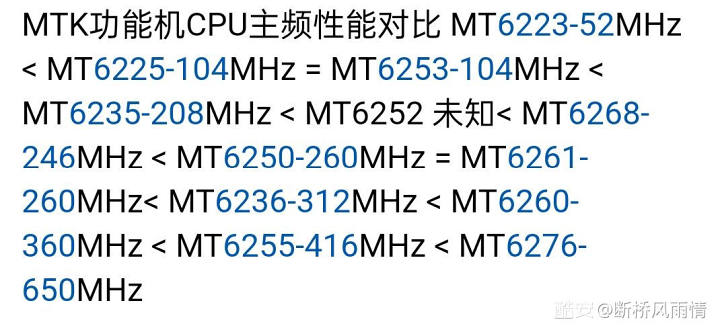 MTK功能机CPU主频性能对比 MT6223-52MHz
< MT6225-104MHz = MT6253-104MHz <
MT6235-208MHz < MT6252 未知< MT6268-
246MHz < MT6250-260MHz = MT6261-
260MHz< MT6236-312MHz < MT6260-
360MHz < MT6255-416MHz < MT6276-
650MHz
酷安 @断桥风雨情